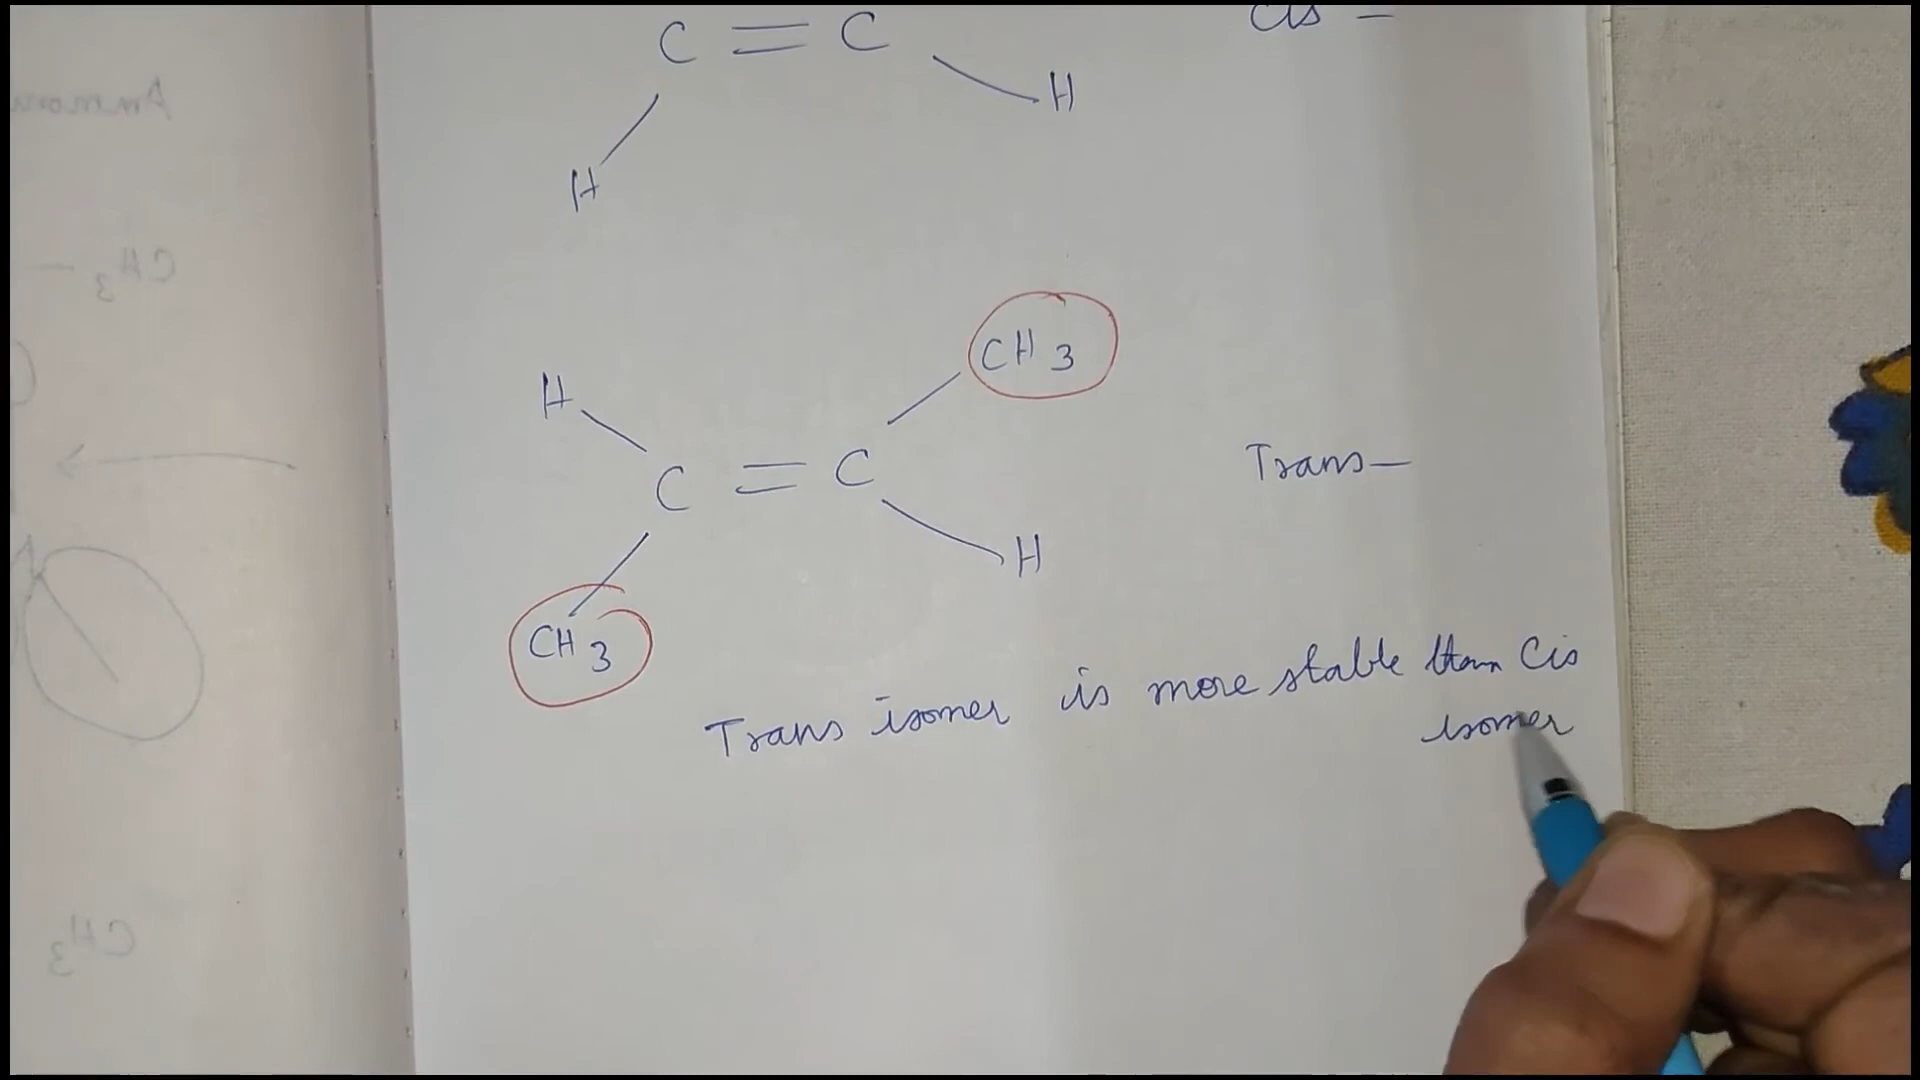 Cis -
C = C
H
H
CH3
H
C = C
Trans-
H
CH3
Trans isomer is more stable than Cis
isomer